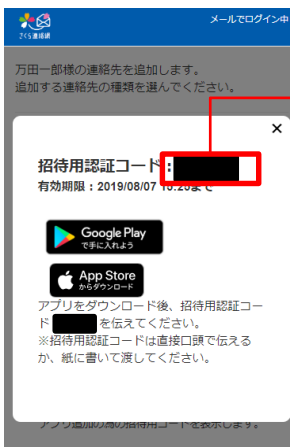 さくら連絡網
メールでログイン中
万田一郎様の連絡先を追加します。
追加する連絡先の種類を選んでください。
×
招待用認証コード：
有効期限：2019/08/07 16:25まで
Google Play
で手に入れよう
App Store
からダウンロード
アプリをダウンロード後、招待用認証コー
ド を伝えてください。
※招待用認証コードは直接口頭で伝える
か、紙に書いて渡してください。
アプリ追加の為の招待用コードを表示します。